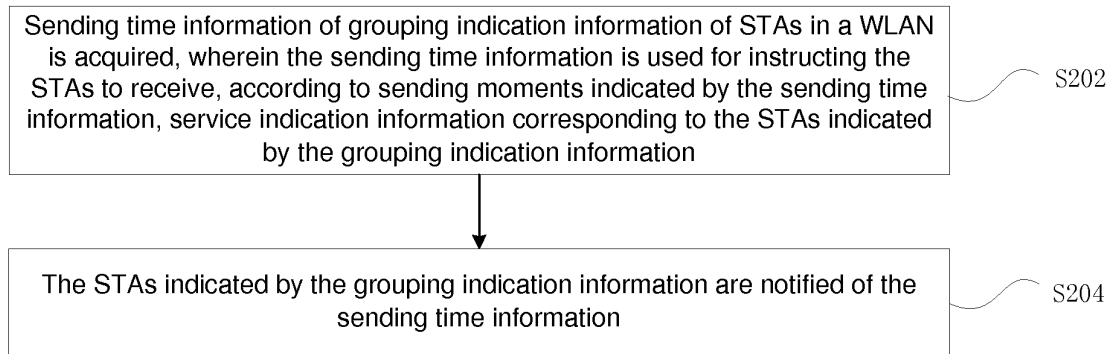 Sending time information of grouping indication information of STAs in a WLAN
is acquired, wherein the sending time information is used for instructing the
STAs to receive, according to sending moments indicated by the sending time
information, service indication information corresponding to the STAs indicated
by the grouping indication information
S202
The STAs indicated by the grouping indication information are notified of the
sending time information
S204